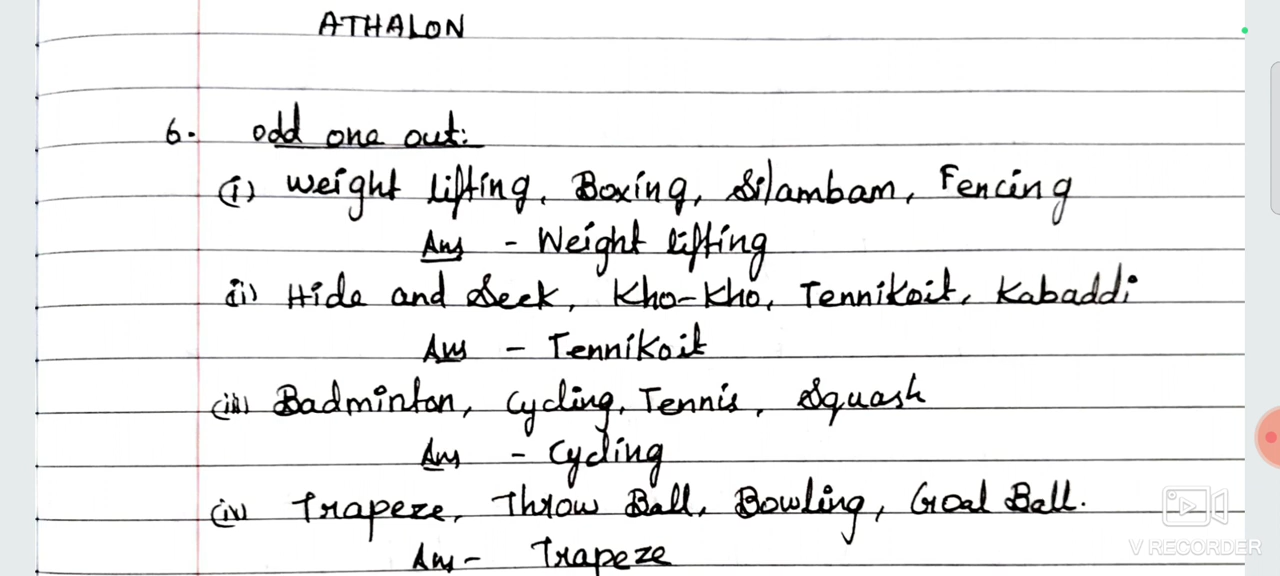 ATHALON
6. odd one out:
(i) Weight lifting, Boxing, Silambam, Fencing
Ans - Weight lifting
(ii) Hide and Seek, Kho-Kho, Tennikoit, Kabaddi
Ans - Tennikoit
(iii) Badminton, Cycling, Tennis, Squash
Ans - Cycling
(iv) Trapeze, Throw Ball, Bowling, Goal Ball.
Ans - Trapeze
V RECORDER